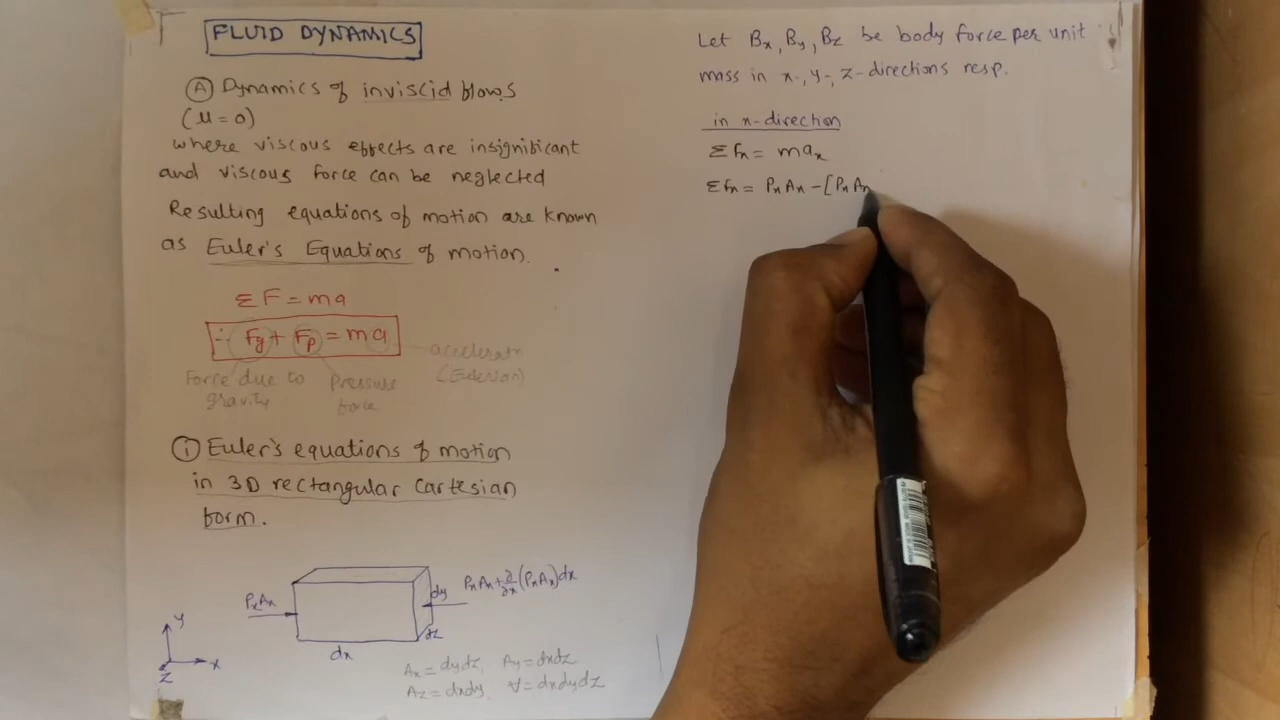 FLUID DYNAMICS
Ⓐ Dynamics of inviscid flows
(μ = 0)
where viscous effects are insignificant
and viscous force can be neglected
Resulting equations of motion are known
as Euler's Equations of motion.
ΣF = ma
∴ Fg + Fp = ma
Force due to
gravity
Pressure
force
① Euler's equations of motion
in 3D rectangular Cartesian
form.
PxAx
PxAx + ∂/∂x (PxAx)dx
dy
dz
dx
y
x
z
Ax = dydz, Ay = dxdz
Az = dxdy, ∀ = dxdydz
Let Bx, By, Bz be body force per unit
mass in x-, y-, z-directions resp.
in x-direction
ΣFx = max
ΣFx = PxAx - [PxAx